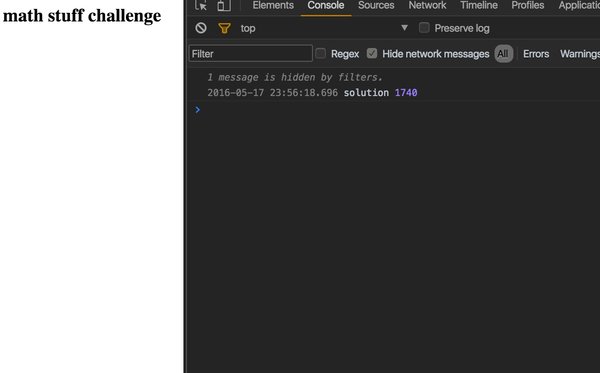 math stuff challenge
Elements Console Sources Network Timeline Profiles
top Preserve log
Filter Regex Hide network messages All Errors Warnings
1 message is hidden by filters.
2016-05-17 23:56:18.696 solution 1740
>